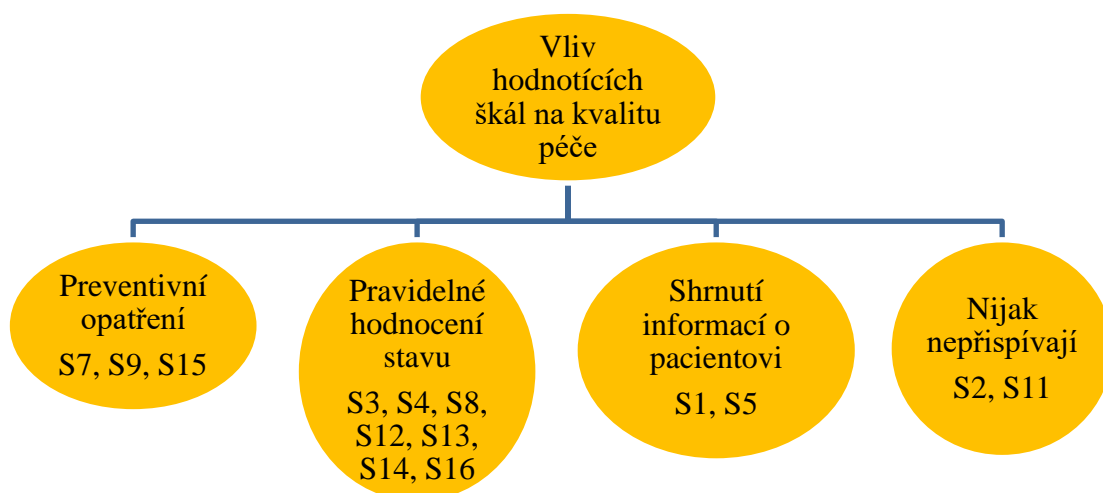 Vliv
hodnotících
škál na kvalitu
péče
Preventivní
opatření
S7, S9, S15
Pravidelné
hodnocení
stavu
S3, S4, S8,
S12, S13,
S14, S16
Shrnutí
informací o
pacientovi
S1, S5
Nijak
nepřispívají
S2, S11